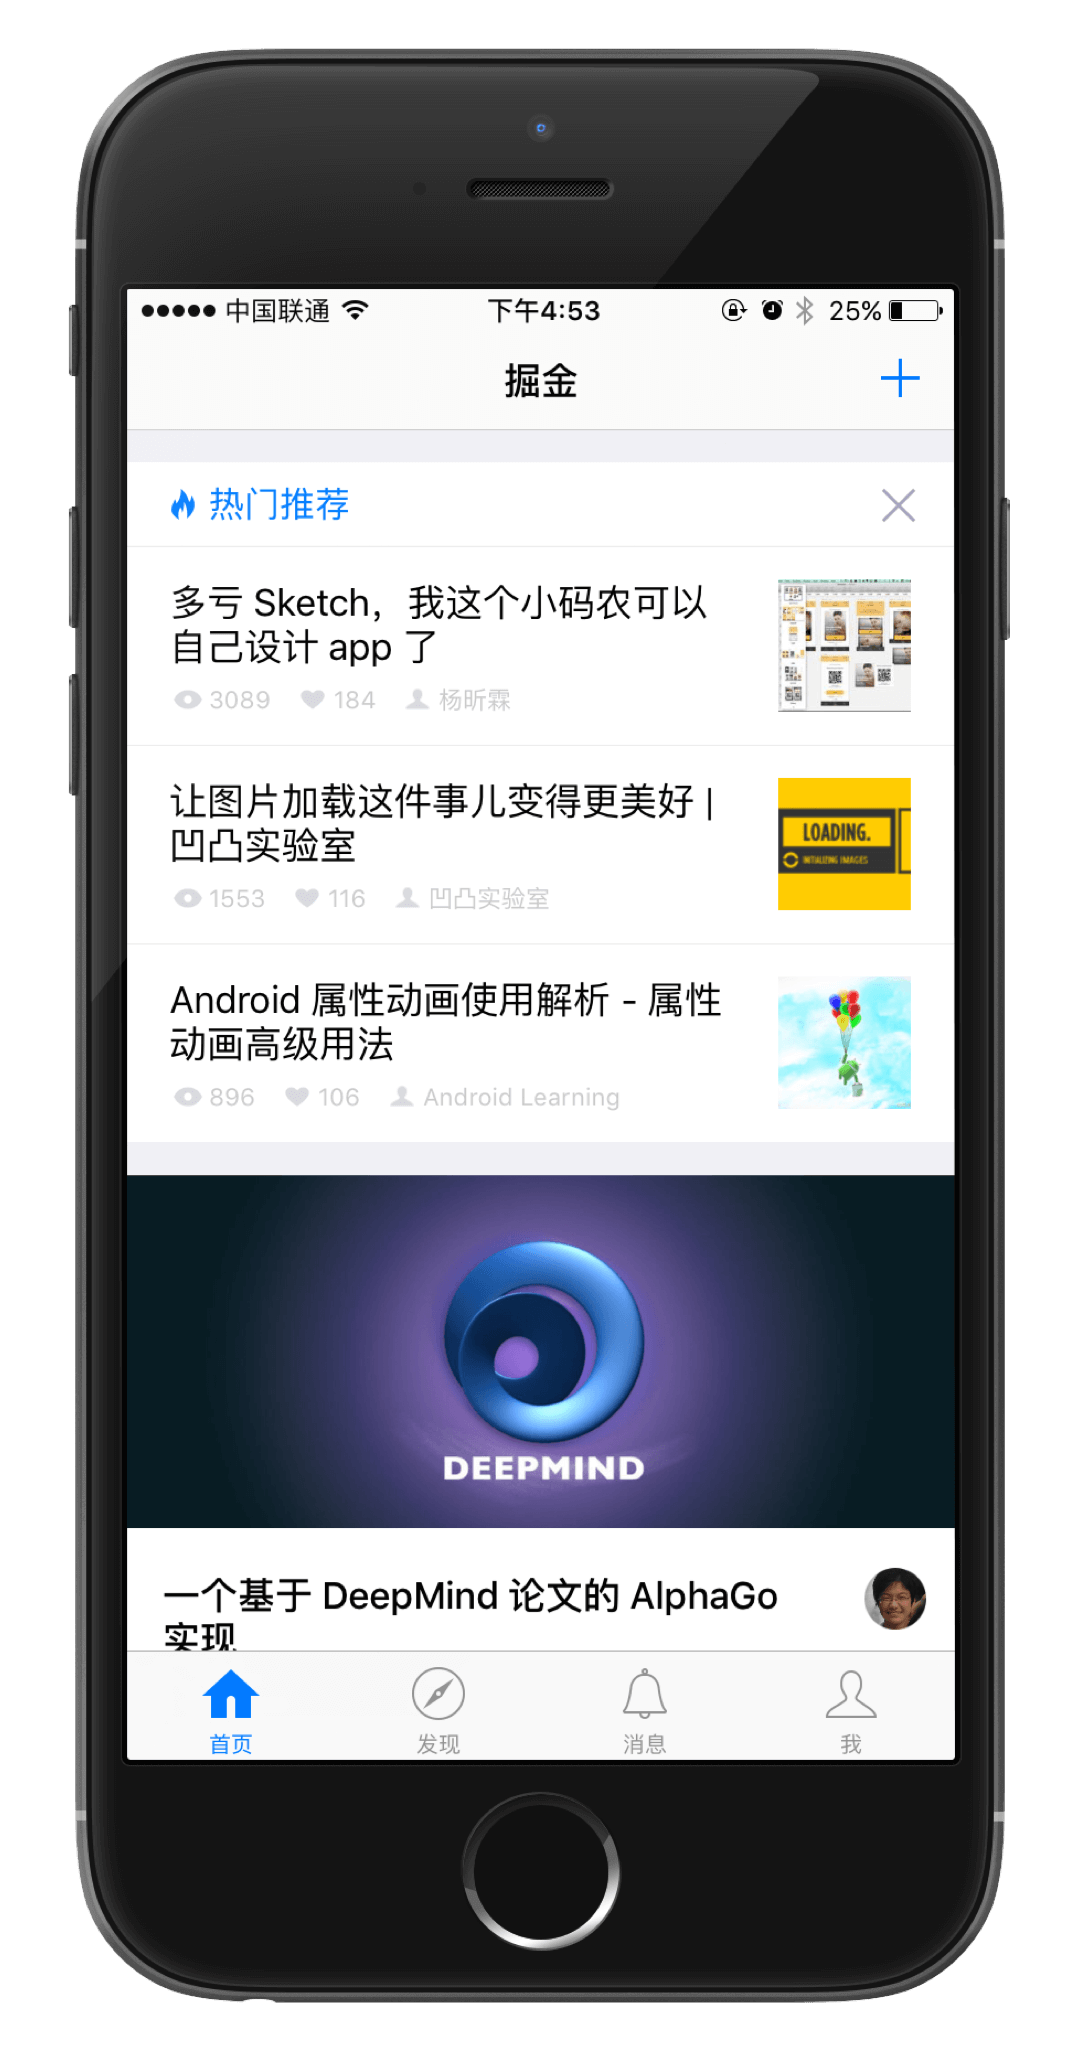 中国联通 下午4:53 25%
掘金
热门推荐
多亏 Sketch，我这个小码农可以
自己设计 app 了
3089 184 杨昕霖
让图片加载这件事儿变得更美好 |
凹凸实验室
LOADING.
INITIALIZING IMAGES
1553 116 凹凸实验室
Android 属性动画使用解析 - 属性
动画高级用法
896 106 Android Learning
DEEPMIND
一个基于 DeepMind 论文的 AlphaGo
实现
首页 发现 消息 我